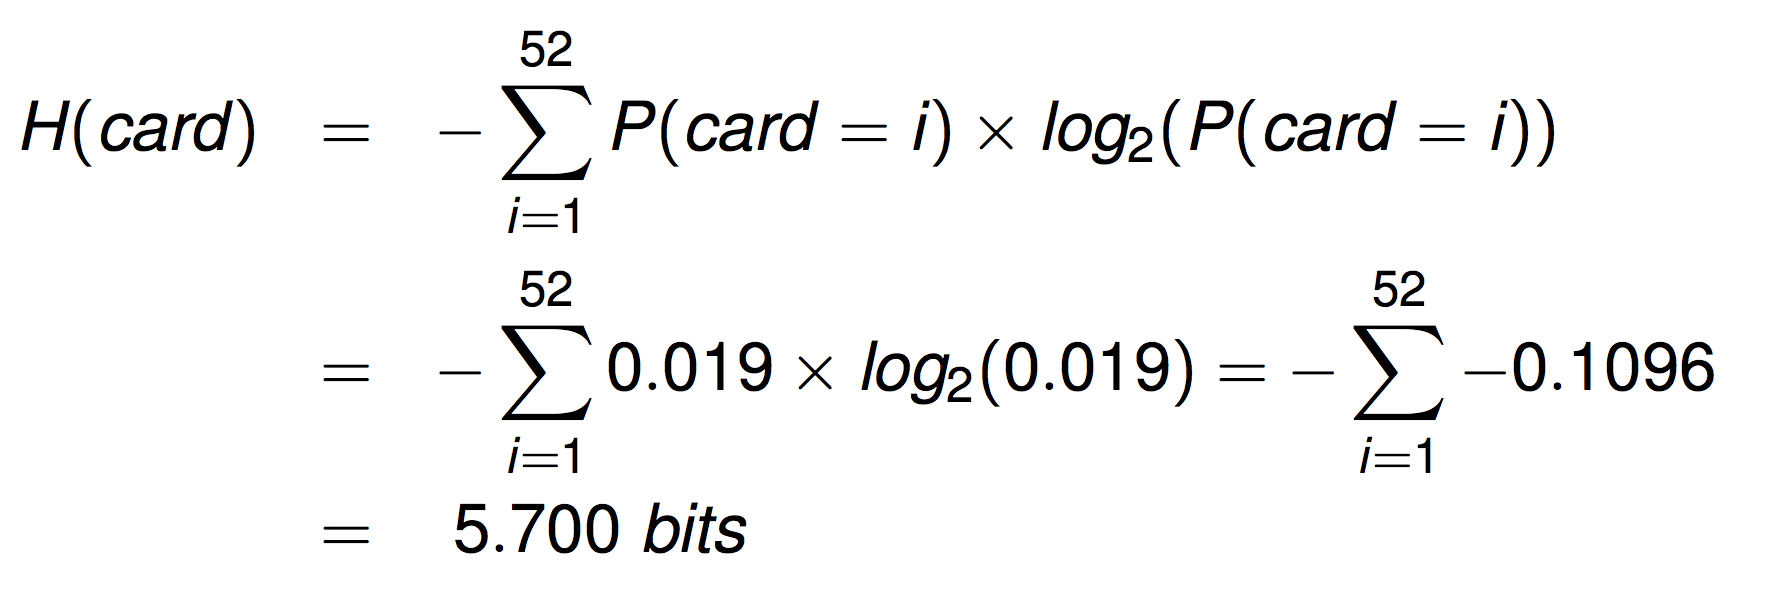 H(card) = −∑_{i=1}^{52} P(card = i) × log₂(P(card = i))
= −∑_{i=1}^{52} 0.019 × log₂(0.019) = −∑_{i=1}^{52} −0.1096
= 5.700 bits